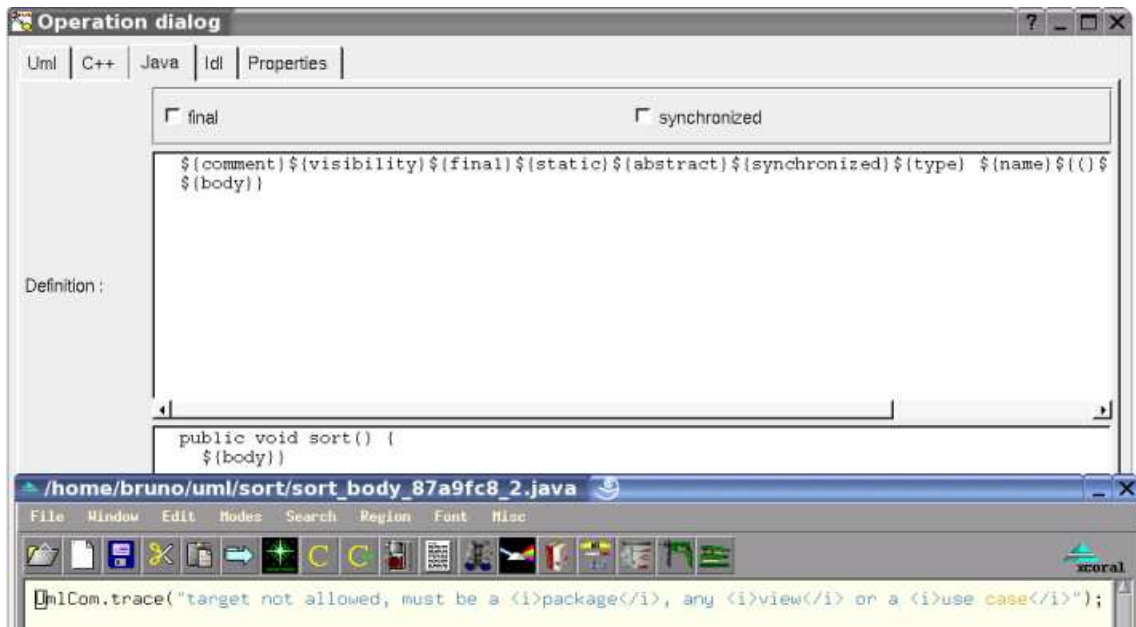 Operation dialog
Uml C++ Java Idl Properties
final synchronized
${comment}${visibility}${final}${static}${abstract}${synchronized}${type} ${name}${(}$
${body}}
Definition :
public void sort() {
${body}}
/home/bruno/uml/sort/sort_body_87a9fc8_2.java
File Window Edit Modes Search Region Font Misc
C C
xcoral
UmlCom.trace("target not allowed, must be a <i>package</i>, any <i>view</i> or a <i>use case</i>");